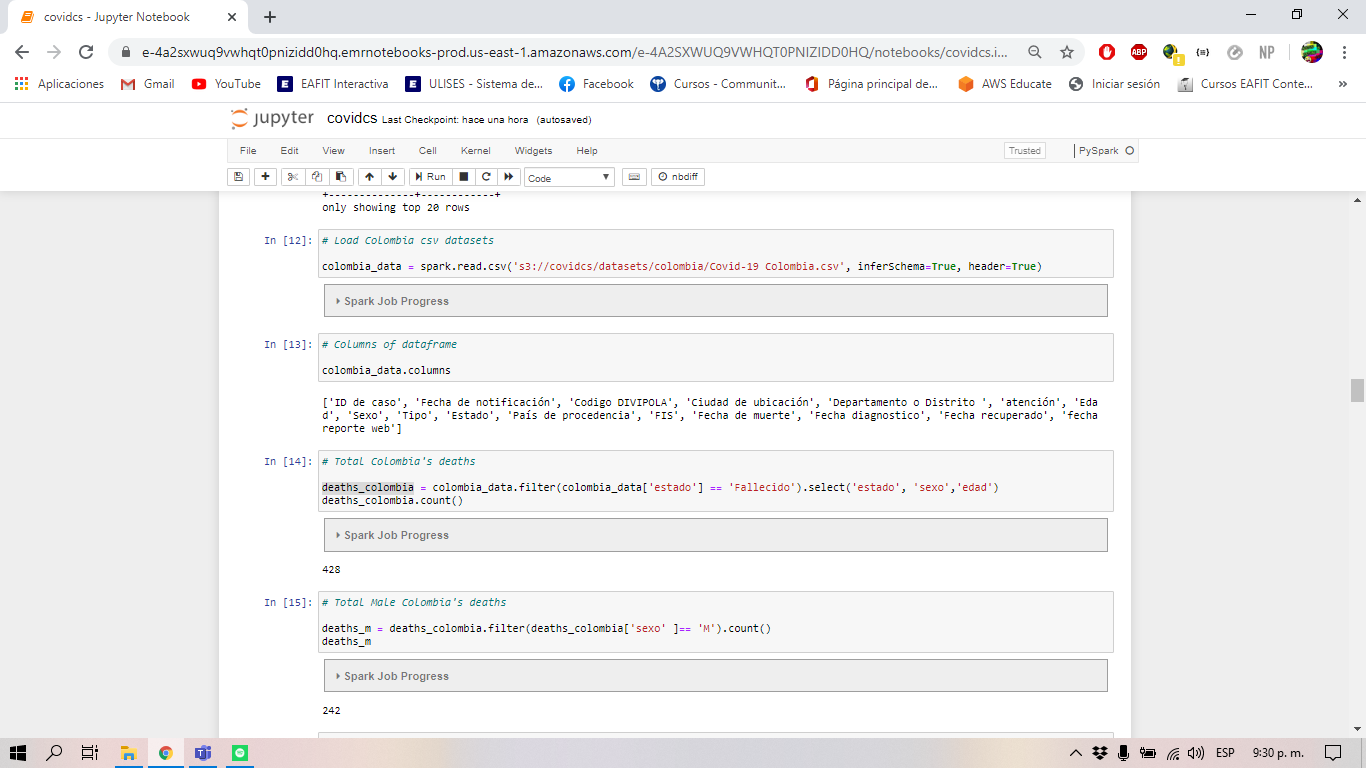 covidcs - Jupyter Notebook
e-4a2sxwuq9vwhqt0pnizidd0hq.emrnotebooks-prod.us-east-1.amazonaws.com/e-4A2SXWUQ9VWHQT0PNIZIDD0HQ/notebooks/covidcs.i...
ABP
{≡}
NP
Aplicaciones
Gmail
YouTube
EAFIT Interactiva
ULISES - Sistema de...
Facebook
Cursos - Communit...
Página principal de...
AWS Educate
Iniciar sesión
Cursos EAFIT Conte...
»
jupyter covidcs Last Checkpoint: hace una hora (autosaved)
File Edit View Insert Cell Kernel Widgets Help Trusted PySpark
Run Code nbdiff
+--------------+------------+
only showing top 20 rows
In [12]: # Load Colombia csv datasets
colombia_data = spark.read.csv('s3://covidcs/datasets/colombia/Covid-19 Colombia.csv', inferSchema=True, header=True)
Spark Job Progress
In [13]: # Columns of dataframe
colombia_data.columns
['ID de caso', 'Fecha de notificación', 'Codigo DIVIPOLA', 'Ciudad de ubicación', 'Departamento o Distrito ', 'atención', 'Eda
d', 'Sexo', 'Tipo', 'Estado', 'País de procedencia', 'FIS', 'Fecha de muerte', 'Fecha diagnostico', 'Fecha recuperado', 'fecha
reporte web']
In [14]: # Total Colombia's deaths
deaths_colombia = colombia_data.filter(colombia_data['estado'] == 'Fallecido').select('estado', 'sexo','edad')
deaths_colombia.count()
Spark Job Progress
428
In [15]: # Total Male Colombia's deaths
deaths_m = deaths_colombia.filter(deaths_colombia['sexo' ]== 'M').count()
deaths_m
Spark Job Progress
242
ESP 9:30 p. m.